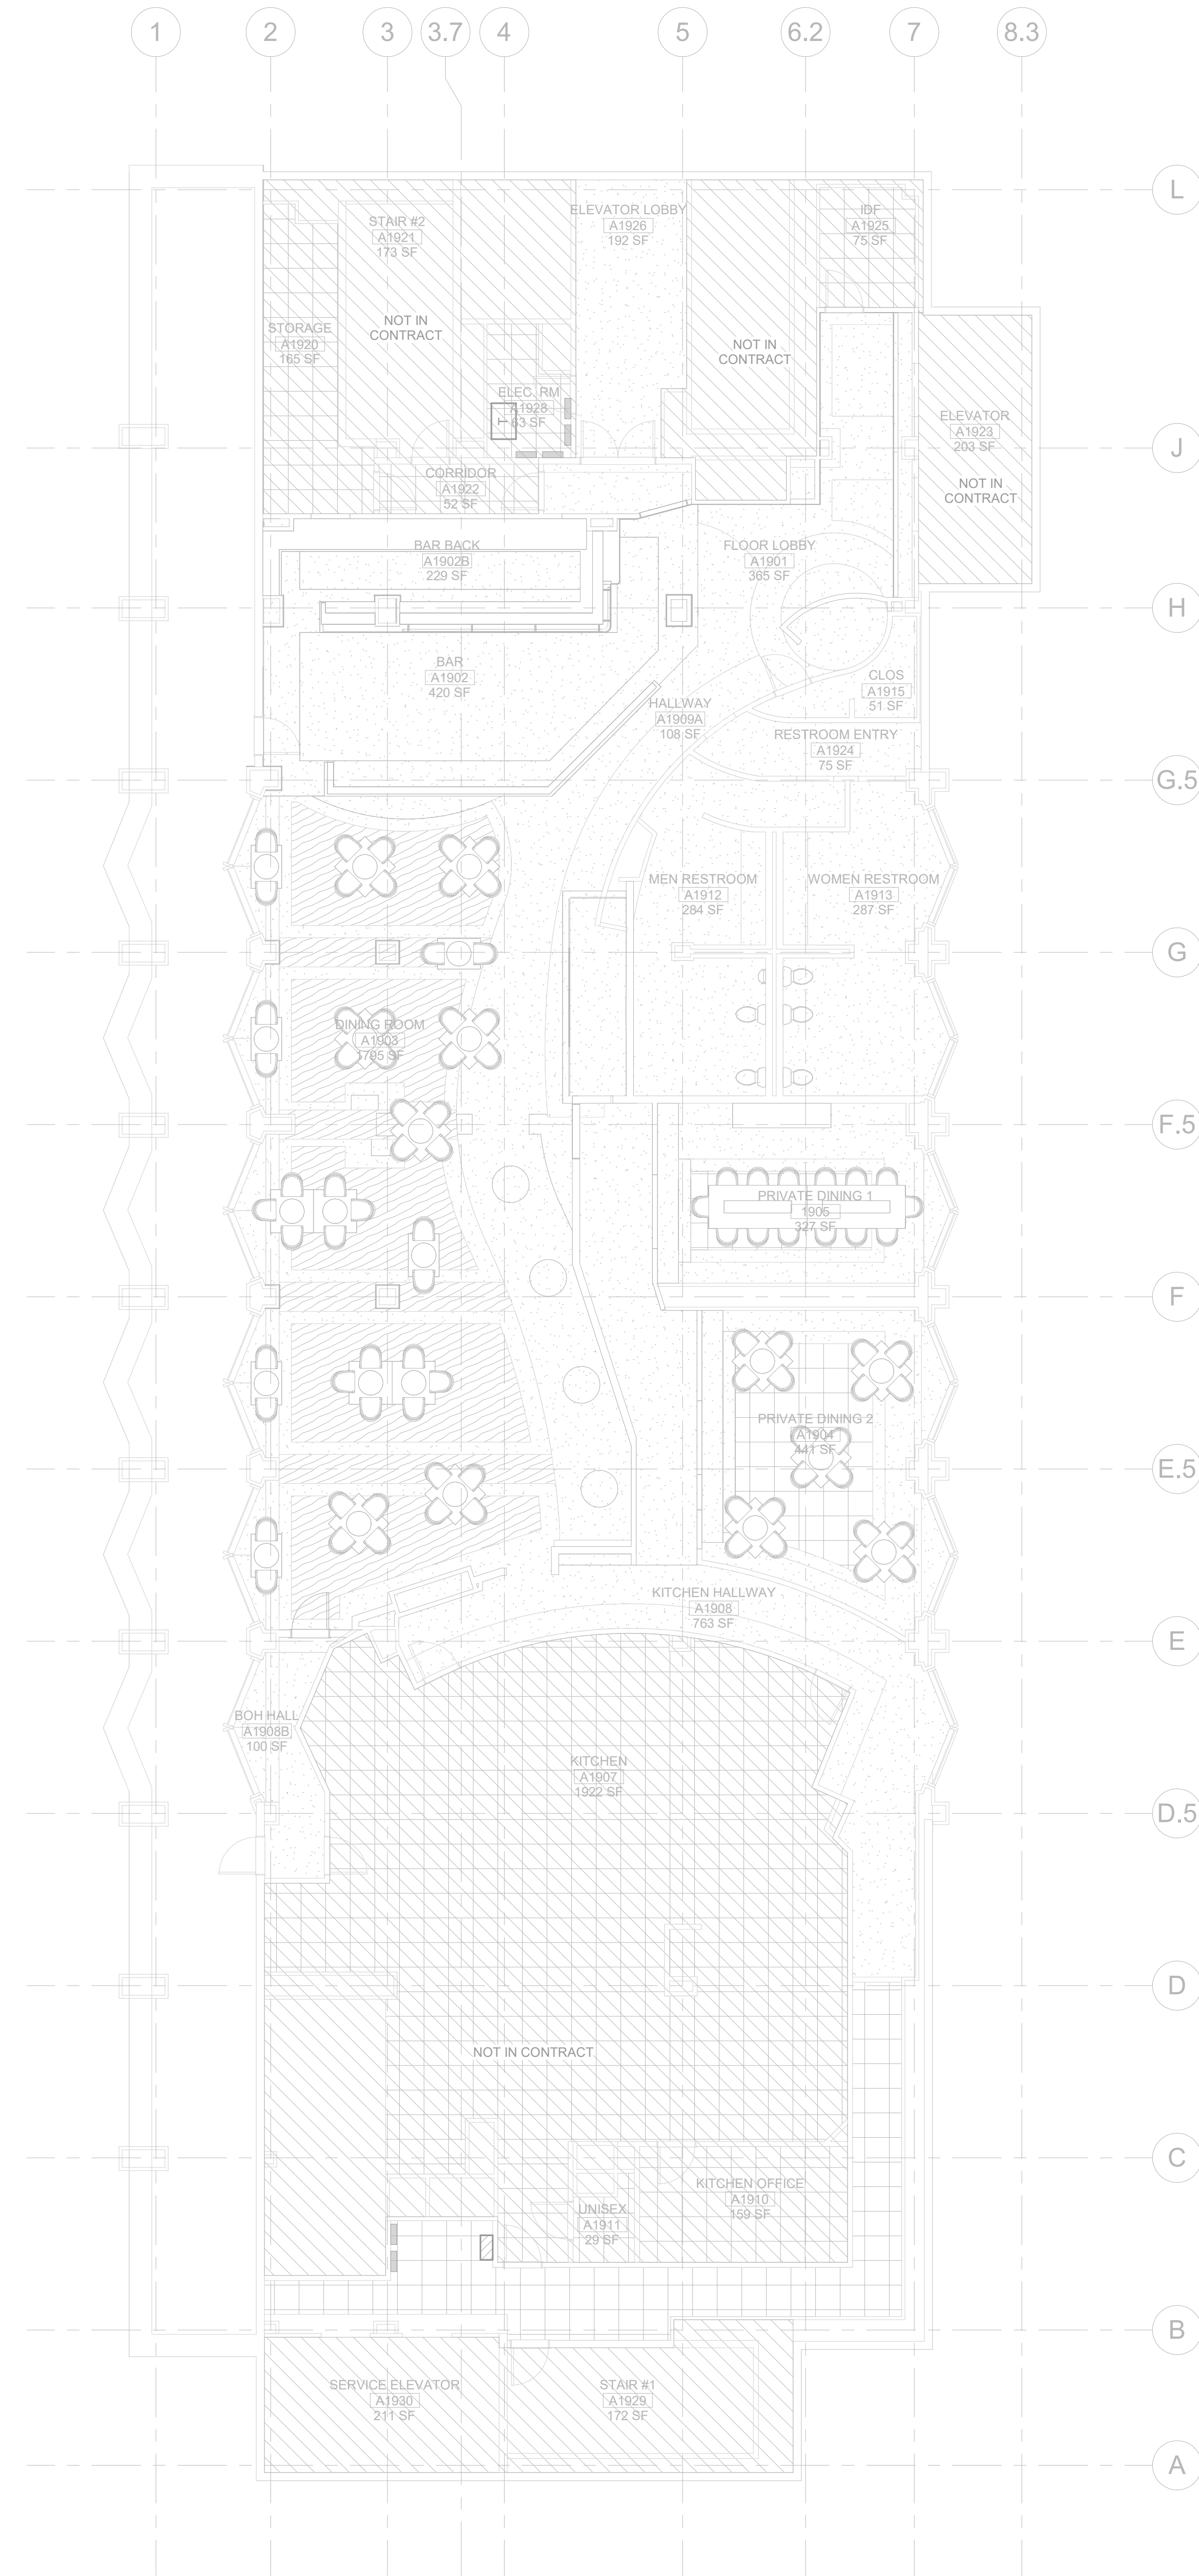 1
2
3
3.7
4
5
6.2
7
8.3
L
STAIR #2
A1921
173 SF
ELEVATOR LOBBY
A1926
192 SF
IDF
A1925
75 SF
NOT IN
CONTRACT
STORAGE
A1920
165 SF
NOT IN
CONTRACT
ELEC. RM
A1928
63 SF
T
ELEVATOR
A1923
203 SF
NOT IN
CONTRACT
J
CORRIDOR
A1922
52 SF
BAR BACK
A1902B
229 SF
FLOOR LOBBY
A1901
365 SF
H
BAR
A1902
420 SF
CLOS
A1915
51 SF
HALLWAY
A1909A
108 SF
RESTROOM ENTRY
A1924
75 SF
G.5
MEN RESTROOM
A1912
284 SF
WOMEN RESTROOM
A1913
287 SF
G
DINING ROOM
A1903
1795 SF
F.5
PRIVATE DINING 1
1905
327 SF
F
PRIVATE DINING 2
A1904
441 SF
E.5
KITCHEN HALLWAY
A1908
763 SF
E
BOH HALL
A1908B
100 SF
KITCHEN
A1907
1922 SF
D.5
D
NOT IN CONTRACT
C
KITCHEN OFFICE
A1910
159 SF
UNISEX
A1911
29 SF
B
SERVICE ELEVATOR
A1930
211 SF
STAIR #1
A1929
172 SF
A